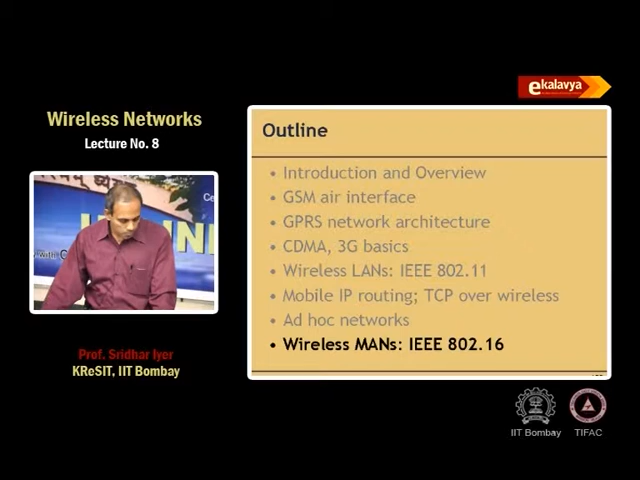 ekalavya
Wireless Networks
Lecture No. 8
Outline
• Introduction and Overview
• GSM air interface
• GPRS network architecture
• CDMA, 3G basics
• Wireless LANs: IEEE 802.11
• Mobile IP routing; TCP over wireless
• Ad hoc networks
• Wireless MANs: IEEE 802.16
Prof. Sridhar Iyer
KReSIT, IIT Bombay
IIT Bombay
TIFAC